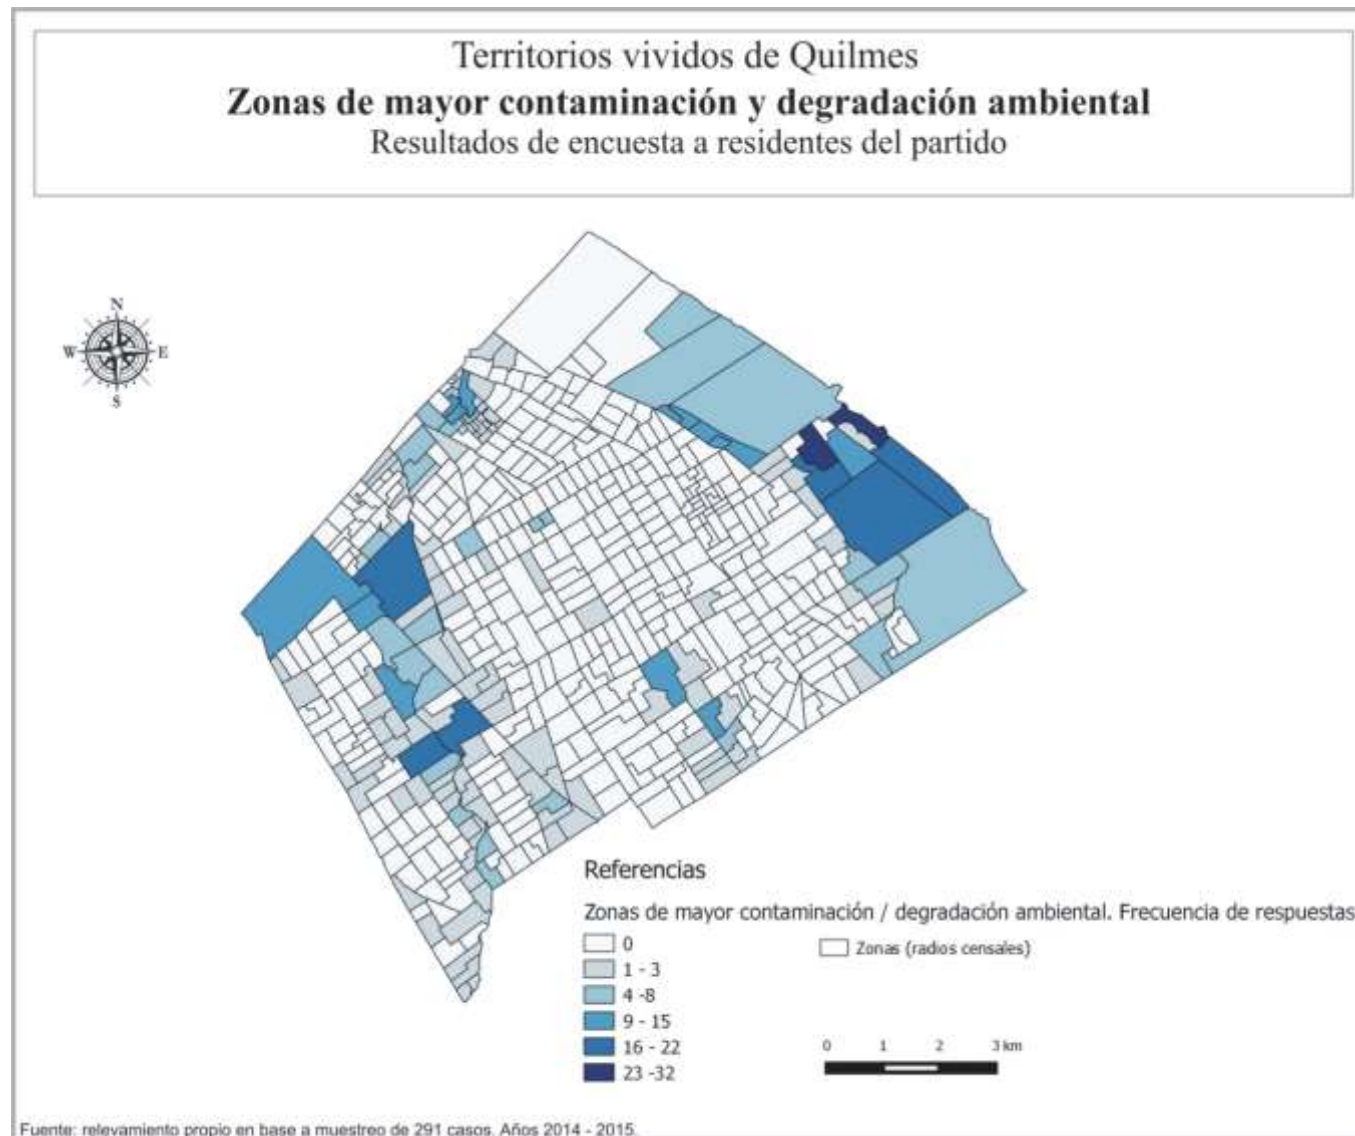 Territorios vividos de Quilmes
Zonas de mayor contaminación y degradación ambiental
Resultados de encuesta a residentes del partido
N
W E
S
Referencias
Zonas de mayor contaminación / degradación ambiental. Frecuencia de respuestas
0
1 - 3
4 -8
9 - 15
16 - 22
23 -32
Zonas (radios censales)
0 1 2 3 km
Fuente: relevamiento propio en base a muestreo de 291 casos. Años 2014 - 2015.